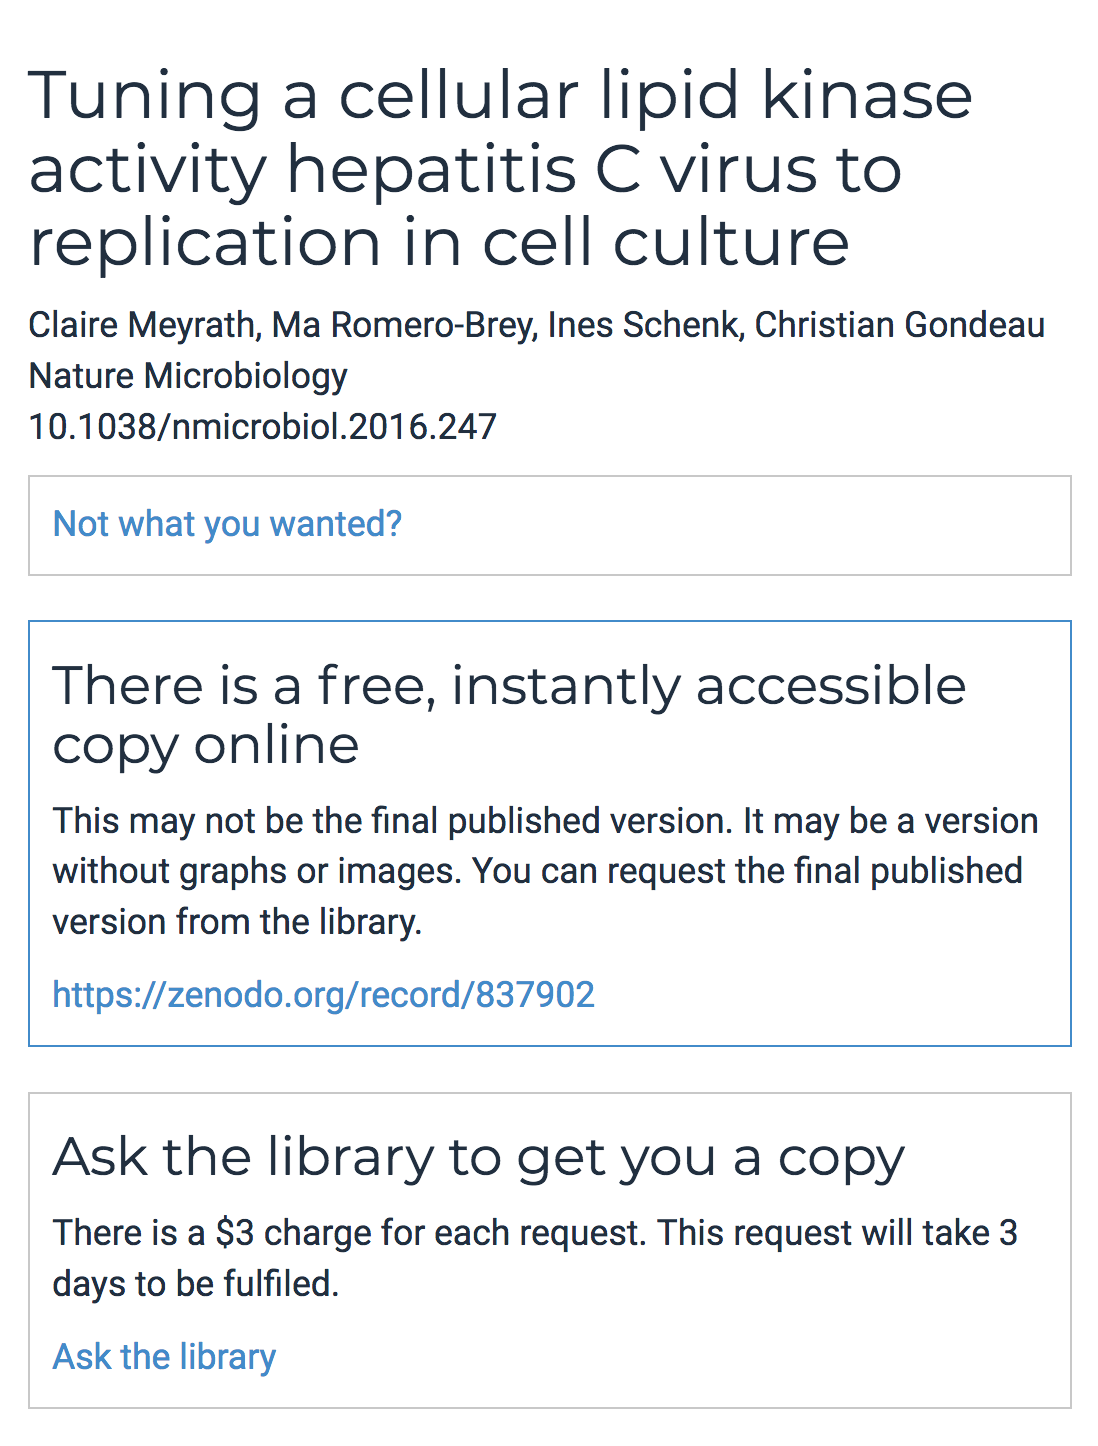 Tuning a cellular lipid kinase
activity hepatitis C virus to
replication in cell culture
Claire Meyrath, Ma Romero-Brey, Ines Schenk, Christian Gondeau
Nature Microbiology
10.1038/nmicrobiol.2016.247
Not what you wanted?
There is a free, instantly accessible
copy online
This may not be the final published version. It may be a version
without graphs or images. You can request the final published
version from the library.
https://zenodo.org/record/837902
Ask the library to get you a copy
There is a $3 charge for each request. This request will take 3
days to be fulfiled.
Ask the library